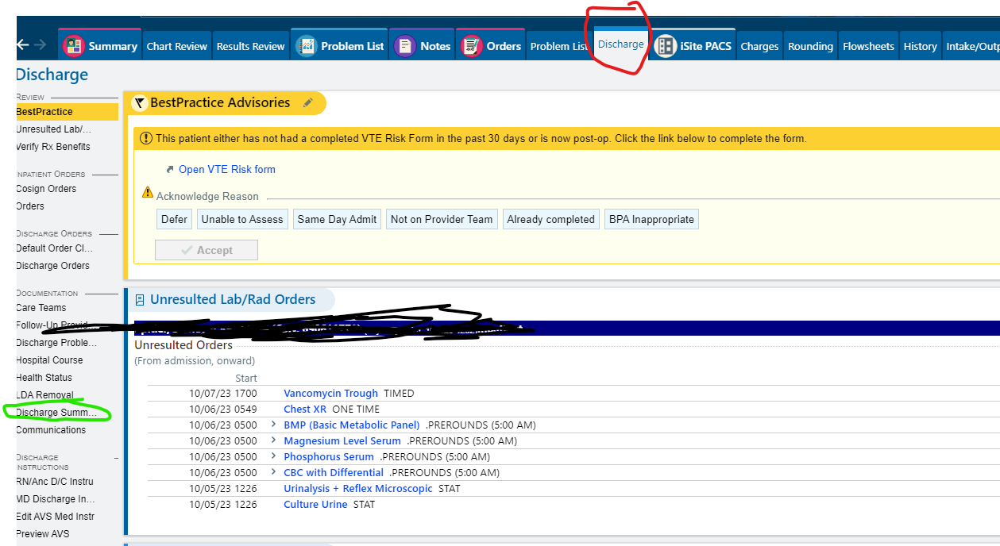 Summary Chart Review Results Review Problem List Notes Orders Problem List Discharge iSite PACS Charges Rounding Flowsheets History Intake/Outp
Discharge
REVIEW
BestPractice
Unresulted Lab/...
Verify Rx Benefits
INPATIENT ORDERS
Cosign Orders
Orders
DISCHARGE ORDERS
Default Order Cl...
Discharge Orders
DOCUMENTATION
Care Teams
Follow-Up Provid...
Discharge Proble...
Hospital Course
Health Status
LDA Removal
Discharge Summ...
Communications
DISCHARGE
INSTRUCTIONS
RN/Anc D/C Instru
MD Discharge In...
Edit AVS Med Instr
Preview AVS
BestPractice Advisories
This patient either has not had a completed VTE Risk Form in the past 30 days or is now post-op. Click the link below to complete the form.
Open VTE Risk form
Acknowledge Reason
Defer Unable to Assess Same Day Admit Not on Provider Team Already completed BPA Inappropriate
Accept
Unresulted Lab/Rad Orders
Unresulted Orders
(From admission, onward)
Start
10/07/23 1700 Vancomycin Trough TIMED
10/06/23 0549 Chest XR ONE TIME
10/06/23 0500 BMP (Basic Metabolic Panel) .PREROUNDS (5:00 AM)
10/06/23 0500 Magnesium Level Serum .PREROUNDS (5:00 AM)
10/06/23 0500 Phosphorus Serum .PREROUNDS (5:00 AM)
10/06/23 0500 CBC with Differential .PREROUNDS (5:00 AM)
10/05/23 1226 Urinalysis + Reflex Microscopic STAT
10/05/23 1226 Culture Urine STAT